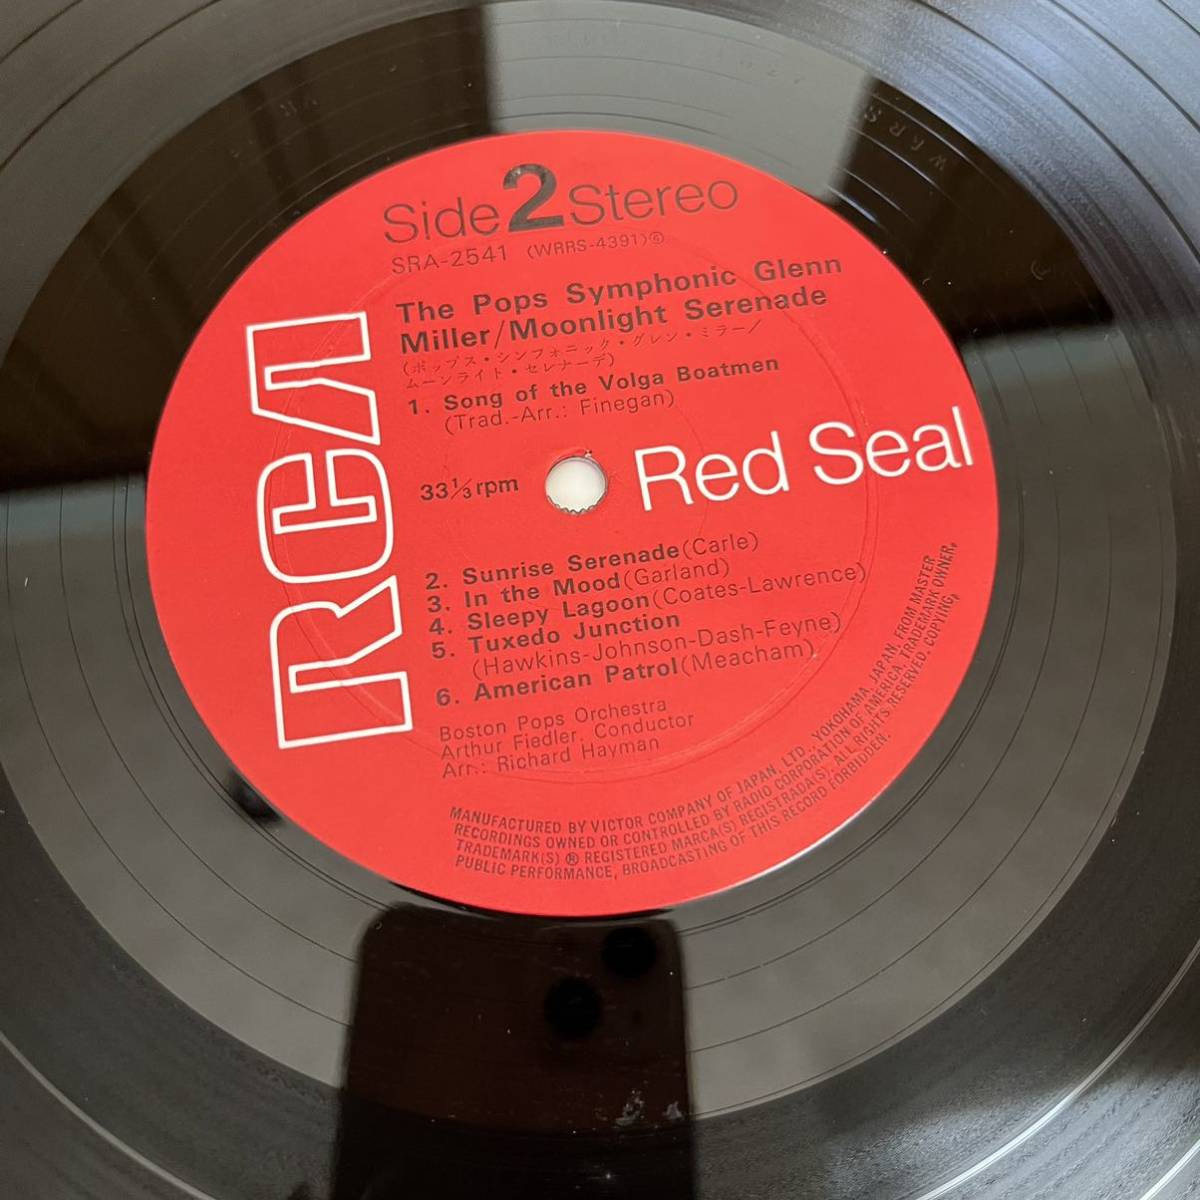 Side 2 Stereo
SRA-2541 (WRRS-4391)Ⓢ
The Pops Symphonic Glenn
Miller/Moonlight Serenade
(ポップス・シンフォニック・グレン・ミラー/
ムーンライト・セレナーデ)
1. Song of the Volga Boatmen
(Trad.-Arr.: Finegan)
RCA
33 1/3 rpm
Red Seal
2. Sunrise Serenade (Carle)
3. In the Mood (Garland)
4. Sleepy Lagoon (Coates-Lawrence)
5. Tuxedo Junction
(Hawkins-Johnson-Dash-Feyne)
6. American Patrol (Meacham)
Boston Pops Orchestra
Arthur Fiedler, Conductor
Arr.: Richard Hayman
MANUFACTURED BY VICTOR COMPANY OF JAPAN, LTD., YOKOHAMA, JAPAN, FROM MASTER
RECORDINGS OWNED OR CONTROLLED BY RADIO CORPORATION OF AMERICA, TRADEMARK OWNER.
TRADEMARK(S) ® REGISTERED MARCA(S) REGISTRADA(S). ALL RIGHTS RESERVED. COPYING,
PUBLIC PERFORMANCE, BROADCASTING OF THIS RECORD FORBIDDEN.